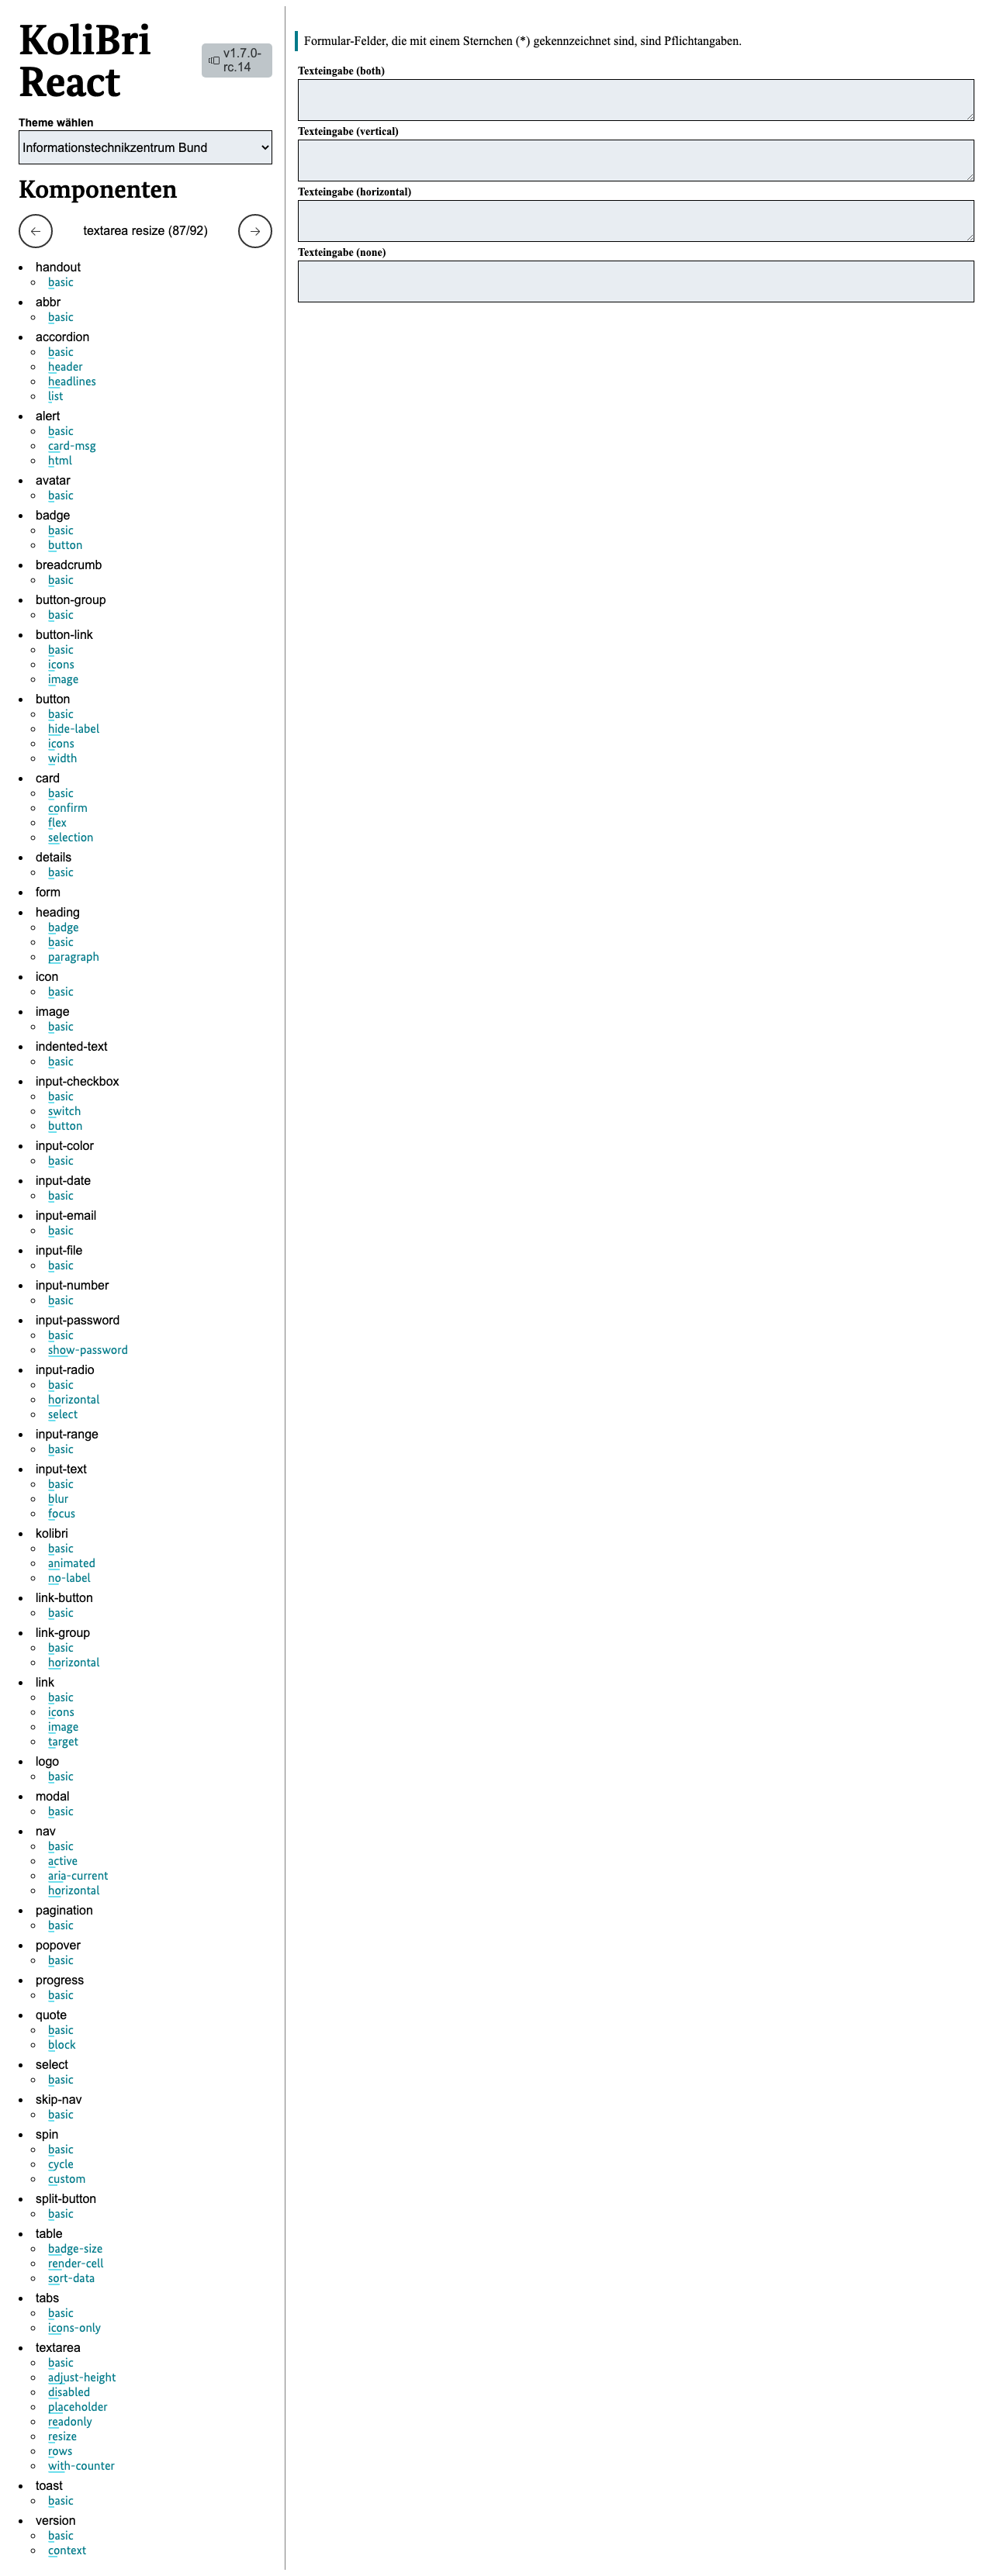 KoliBri
React
v1.7.0-
rc.14
Theme wählen
Informationstechnikzentrum Bund
Komponenten
textarea resize (87/92)
handout
basic
abbr
basic
accordion
basic
header
headlines
list
alert
basic
card-msg
html
avatar
basic
badge
basic
button
breadcrumb
basic
button-group
basic
button-link
basic
icons
image
button
basic
hide-label
icons
width
card
basic
confirm
flex
selection
details
basic
form
heading
badge
basic
paragraph
icon
basic
image
basic
indented-text
basic
input-checkbox
basic
switch
button
input-color
basic
input-date
basic
input-email
basic
input-file
basic
input-number
basic
input-password
basic
show-password
input-radio
basic
horizontal
select
input-range
basic
input-text
basic
blur
focus
kolibri
basic
animated
no-label
link-button
basic
link-group
basic
horizontal
link
basic
icons
image
target
logo
basic
modal
basic
nav
basic
active
aria-current
horizontal
pagination
basic
popover
basic
progress
basic
quote
basic
block
select
basic
skip-nav
basic
spin
basic
cycle
custom
split-button
basic
table
badge-size
render-cell
sort-data
tabs
basic
icons-only
textarea
basic
adjust-height
disabled
placeholder
readonly
resize
rows
with-counter
toast
basic
version
basic
context
Formular-Felder, die mit einem Sternchen (*) gekennzeichnet sind, sind Pflichtangaben.
Texteingabe (both)
Texteingabe (vertical)
Texteingabe (horizontal)
Texteingabe (none)